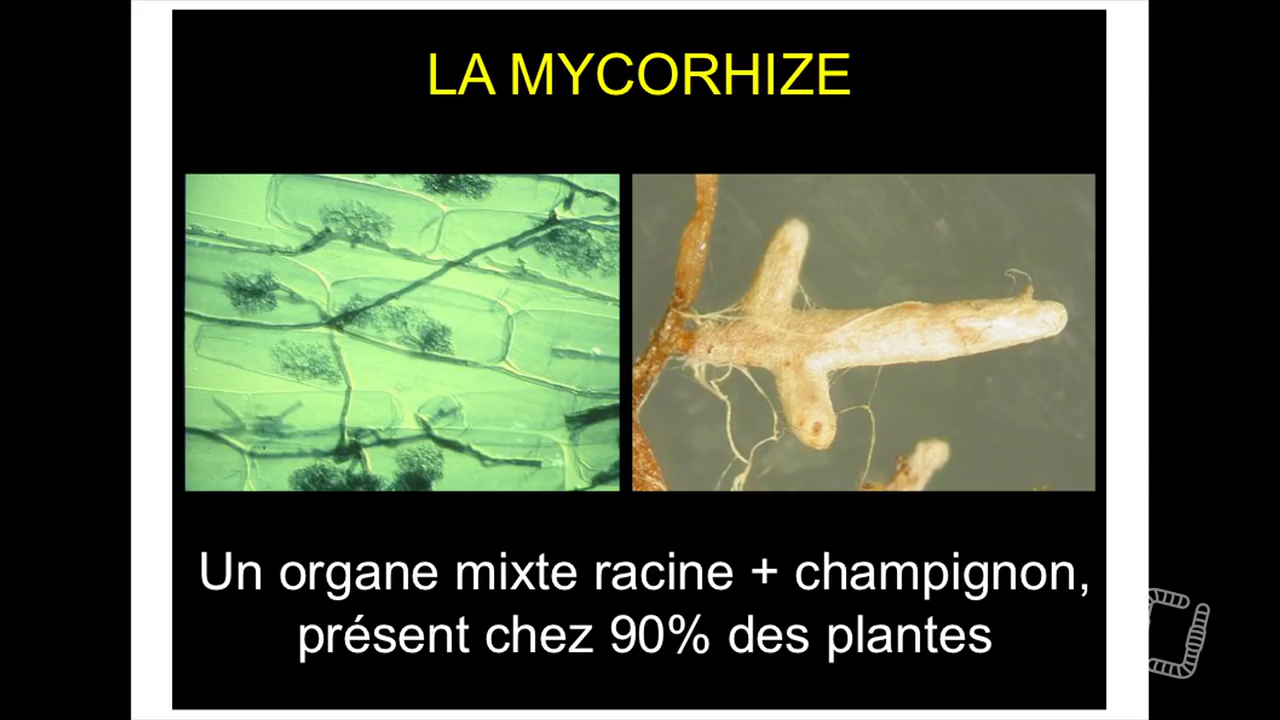 LA MYCORHIZE
Un organe mixte racine + champignon,
présent chez 90% des plantes